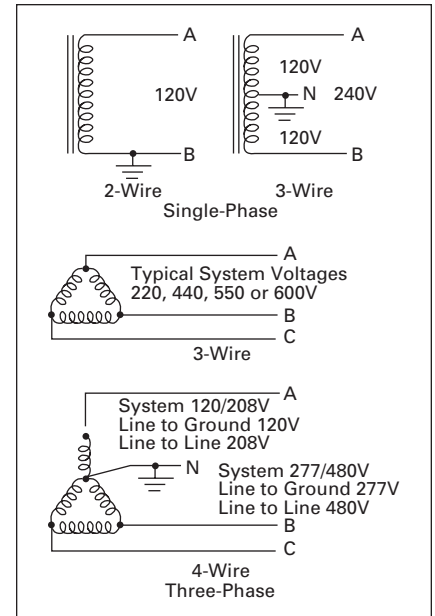 A A
120V
120V N 240V
120V
B B
2-Wire 3-Wire
Single-Phase
A
Typical System Voltages
220, 440, 550 or 600V
B
C
3-Wire
A
System 120/208V
Line to Ground 120V
Line to Line 208V
N
System 277/480V
Line to Ground 277V
Line to Line 480V
B
C
4-Wire
Three-Phase